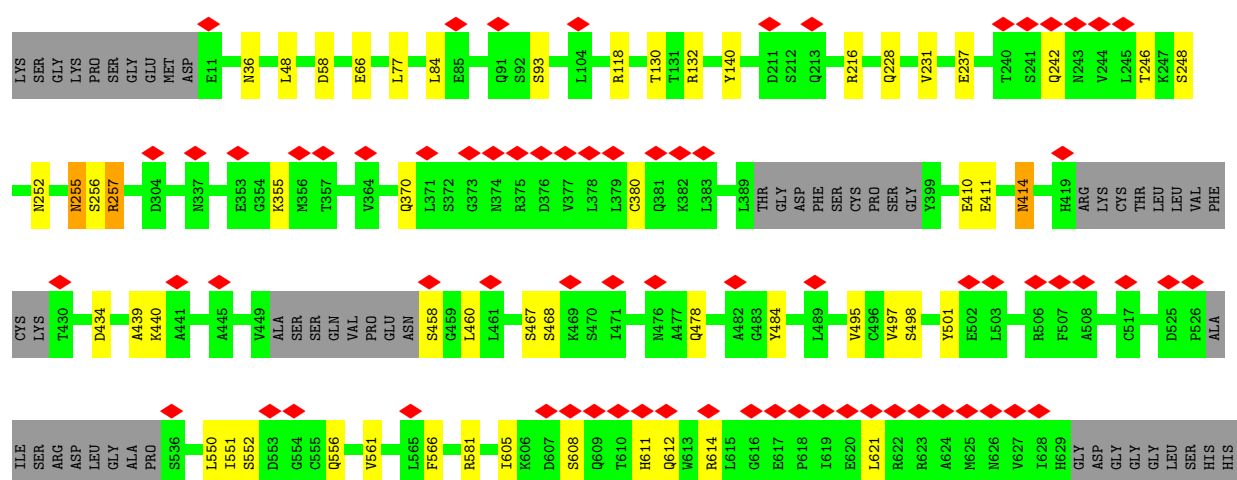 LYS SER GLY LYS PRO SER GLY GLU MET ASP E11 N36 L48 D58 E66 L77 L84 E85 Q91 S92 S93 L104 R118 T130 T131 R132 Y140 D211 S212 Q213 R216 Q228 V231 E237 T240 S241 Q242 N243 V244 L245 T246 K247 S248
N252 N255 S256 R257 D304 N337 E353 G354 K355 M356 T357 V364 Q370 L371 S372 G373 N374 R375 D376 V377 L378 L379 C380 Q381 K382 L383 L389 THR GLY ASP PHE SER CYS PRO SER GLY Y399 E410 E411 N414 H419 ARG LYS CYS THR LEU LEU VAL PHE
CYS LYS T430 D434 A439 K440 A441 A445 V449 ALA SER SER GLN VAL PRO GLU ASN S458 G459 L460 L461 S467 S468 K469 S470 I471 N476 A477 Q478 A482 G483 Y484 L489 V495 C496 V497 S498 Y501 E502 L503 R506 F507 A508 C517 D525 P526 ALA
ILE SER ARG ASP LEU GLY ALA PRO S536 L550 I551 S552 D553 G554 C555 Q556 V561 L565 F566 R581 I605 K606 D607 S608 Q609 T610 H611 Q612 W613 R614 L615 G616 E617 P618 I619 E620 L621 R622 R623 A624 M625 N626 V627 I628 H629 GLY ASP GLY GLY GLY LEU SER HIS HIS